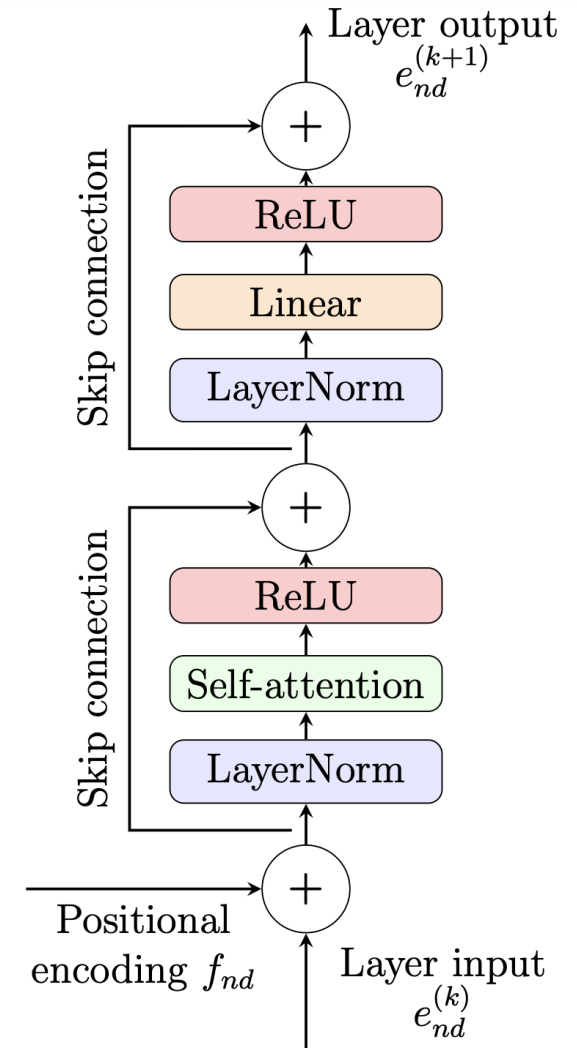 Layer output
e_{nd}^{(k+1)}
+
Skip connection
ReLU
Linear
LayerNorm
+
Skip connection
ReLU
Self-attention
LayerNorm
+
Positional
encoding f_{nd}
Layer input
e_{nd}^{(k)}